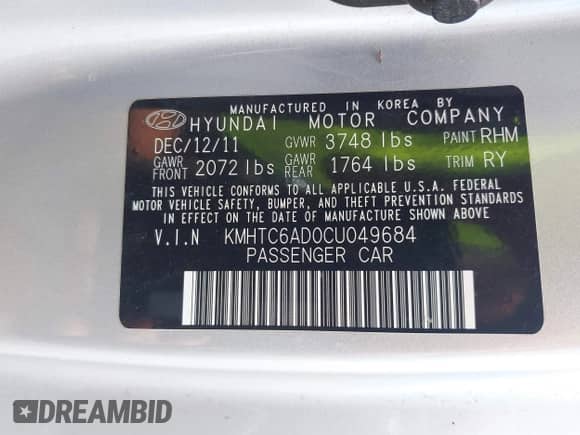 MANUFACTURED IN KOREA BY
HYUNDAI MOTOR COMPANY
DEC/12/11 GVWR 3748 lbs PAINT RHM
GAWR FRONT 2072 lbs GAWR REAR 1764 lbs TRIM RY
THIS VEHICLE CONFORMS TO ALL APPLICABLE U.S.A. FEDERAL
MOTOR VEHICLE SAFETY, BUMPER, AND THEFT PREVENTION STANDARDS
IN EFFECT ON THE DATE OF MANUFACTURE SHOWN ABOVE
V.I.N KMHTC6AD0CU049684
PASSENGER CAR
DREAMBID